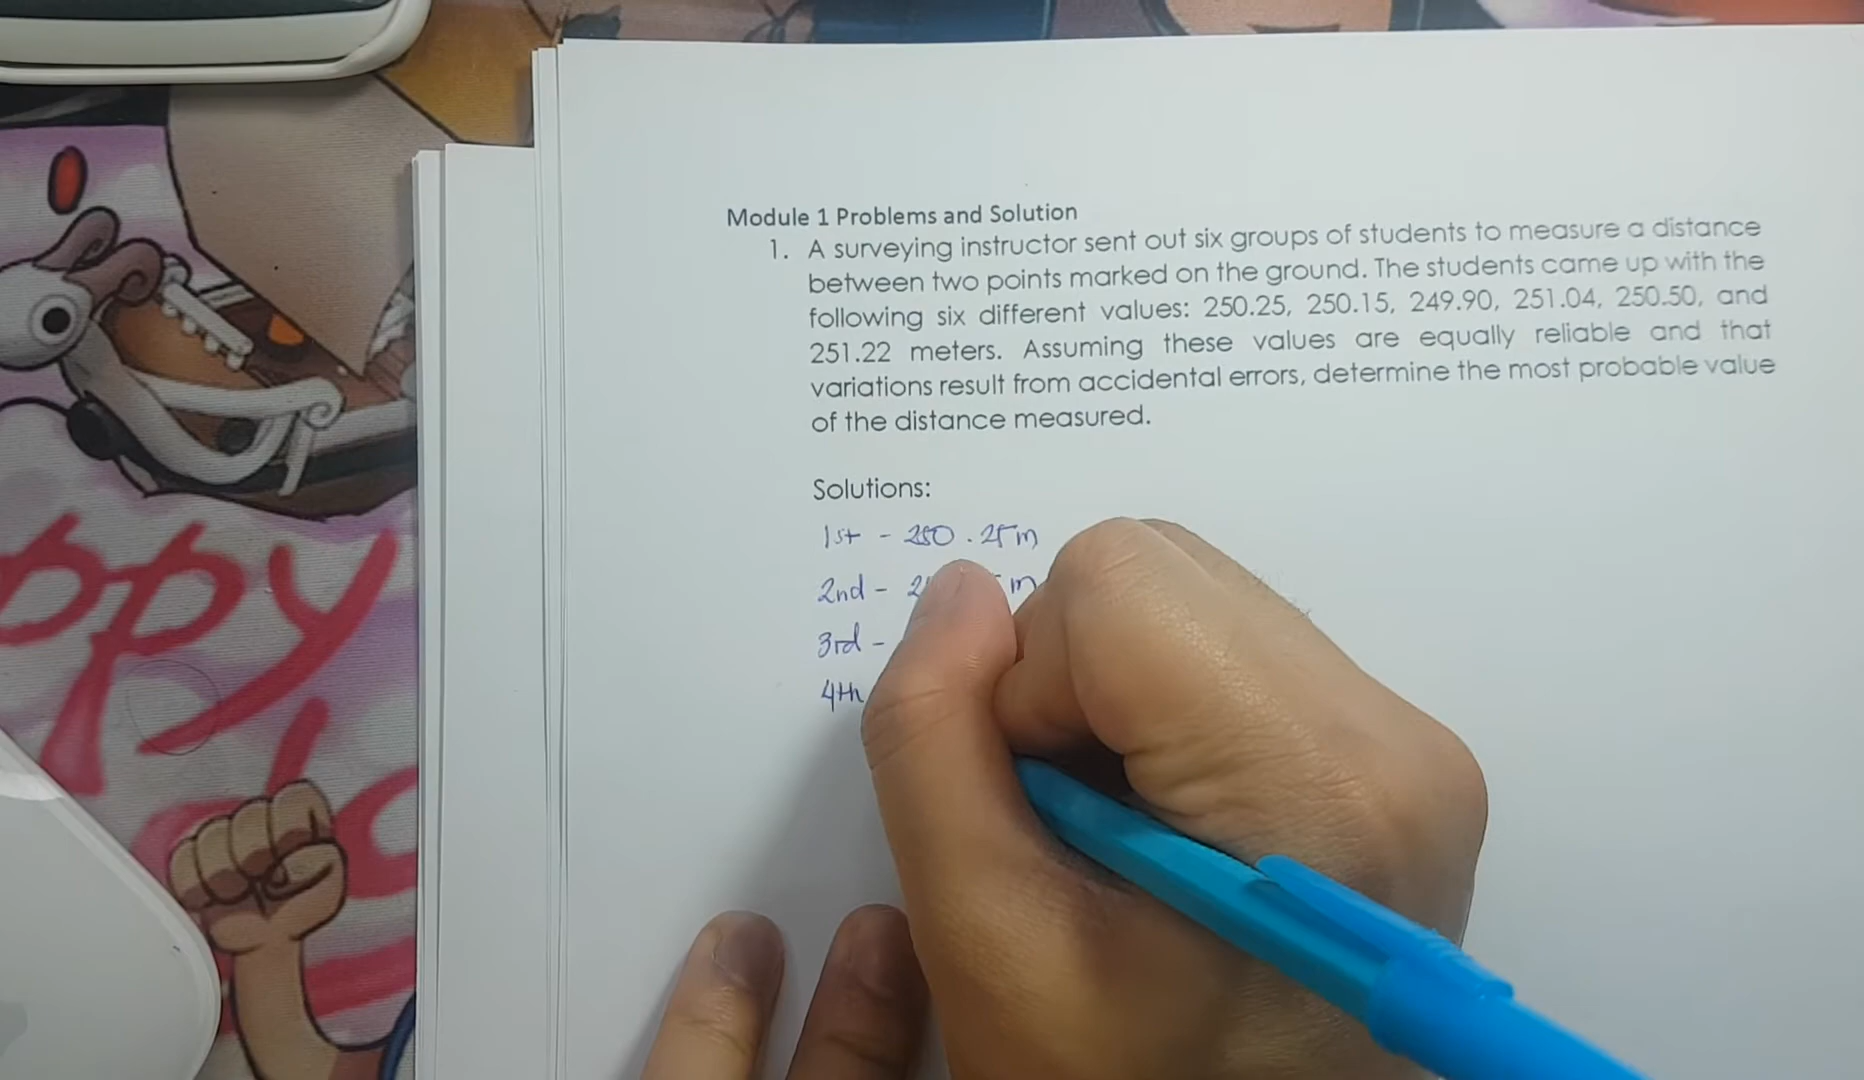 Module 1 Problems and Solution
1. A surveying instructor sent out six groups of students to measure a distance
between two points marked on the ground. The students came up with the
following six different values: 250.25, 250.15, 249.90, 251.04, 250.50, and
251.22 meters. Assuming these values are equally reliable and that
variations result from accidental errors, determine the most probable value
of the distance measured.
Solutions:
1st - 250.25m
2nd - 2 m
3rd -
4th
ppy